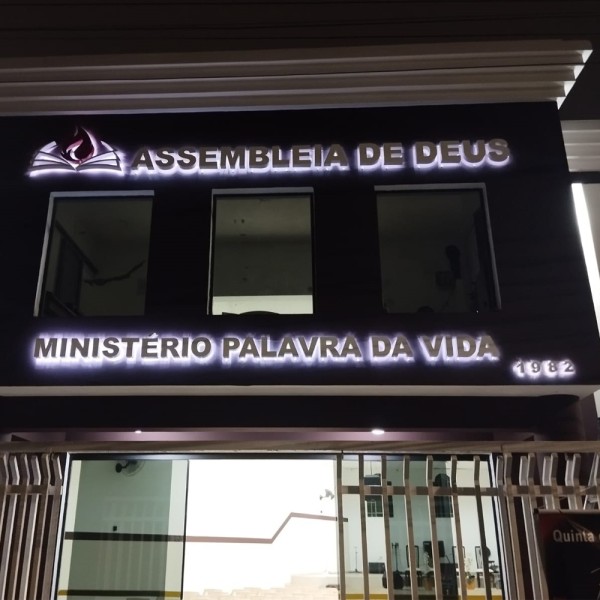 ASSEMBLEIA DE DEUS
MINISTÉRIO PALAVRA DA VIDA
1982
Quinta